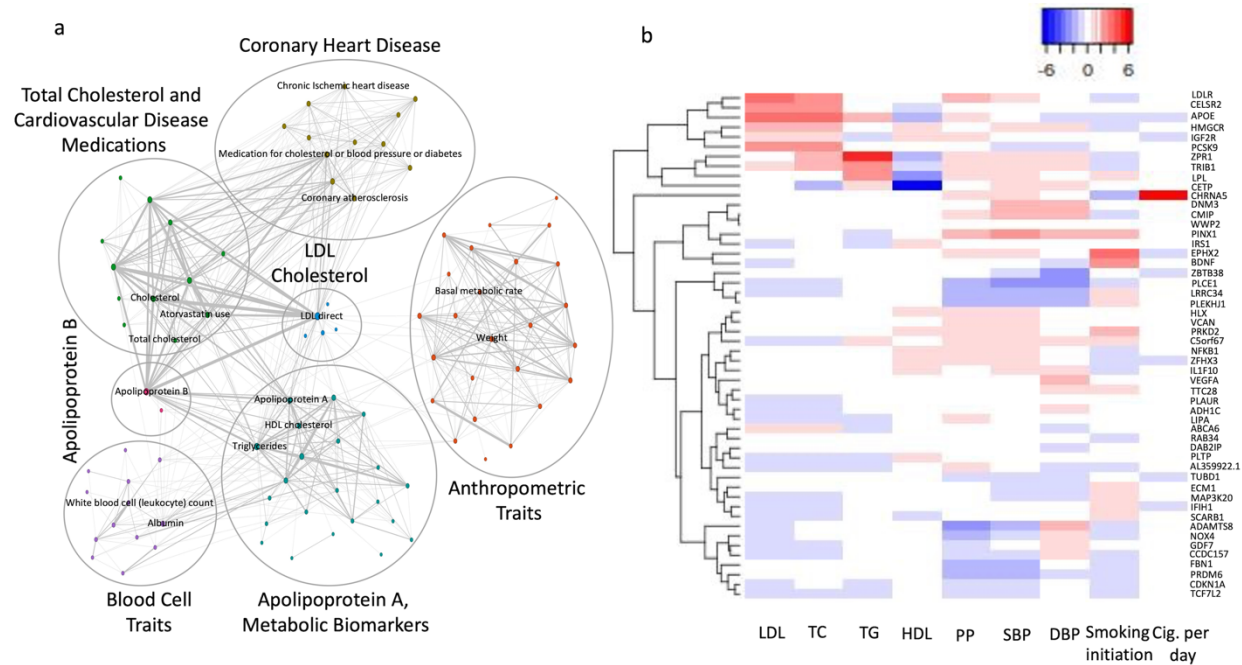 a
Coronary Heart Disease
Chronic Ischemic heart disease
Total Cholesterol and
Cardiovascular Disease
Medications
Medication for cholesterol or blood pressure or diabetes
Coronary atherosclerosis
LDL
Cholesterol
Cholesterol
Atorvastatin use
LDL direct
Total cholesterol
Basal metabolic rate
Weight
Apolipoprotein B
Apolipoprotein B
Apolipoprotein A
HDL cholesterol
Triglycerides
Anthropometric
Traits
White blood cell (leukocyte) count
Albumin
Blood Cell
Traits
Apolipoprotein A,
Metabolic Biomarkers
b
-6 0 6
LDLR
CELSR2
APOE
HMGCR
IGF2R
PCSK9
ZPR1
TRIB1
LPL
CETP
CHRNA5
DNM3
CMIP
WWP2
PINX1
IRS1
EPHX2
BDNF
ZBTB38
PLCE1
LRRC34
PLEKHJ1
HLX
VCAN
PRKD2
C5orf67
NFKB1
ZFHX3
IL1F10
VEGFA
TTC28
PLAUR
ADH1C
LIPA
ABCA6
RAB34
DAB2IP
PLTP
AL359922.1
TUBD1
ECM1
MAP3K20
IFIH1
SCARB1
ADAMTS8
NOX4
GDF7
CCDC157
FBN1
PRDM6
CDKN1A
TCF7L2
LDL TC TG HDL PP SBP DBP Smoking Cig. per
initiation day